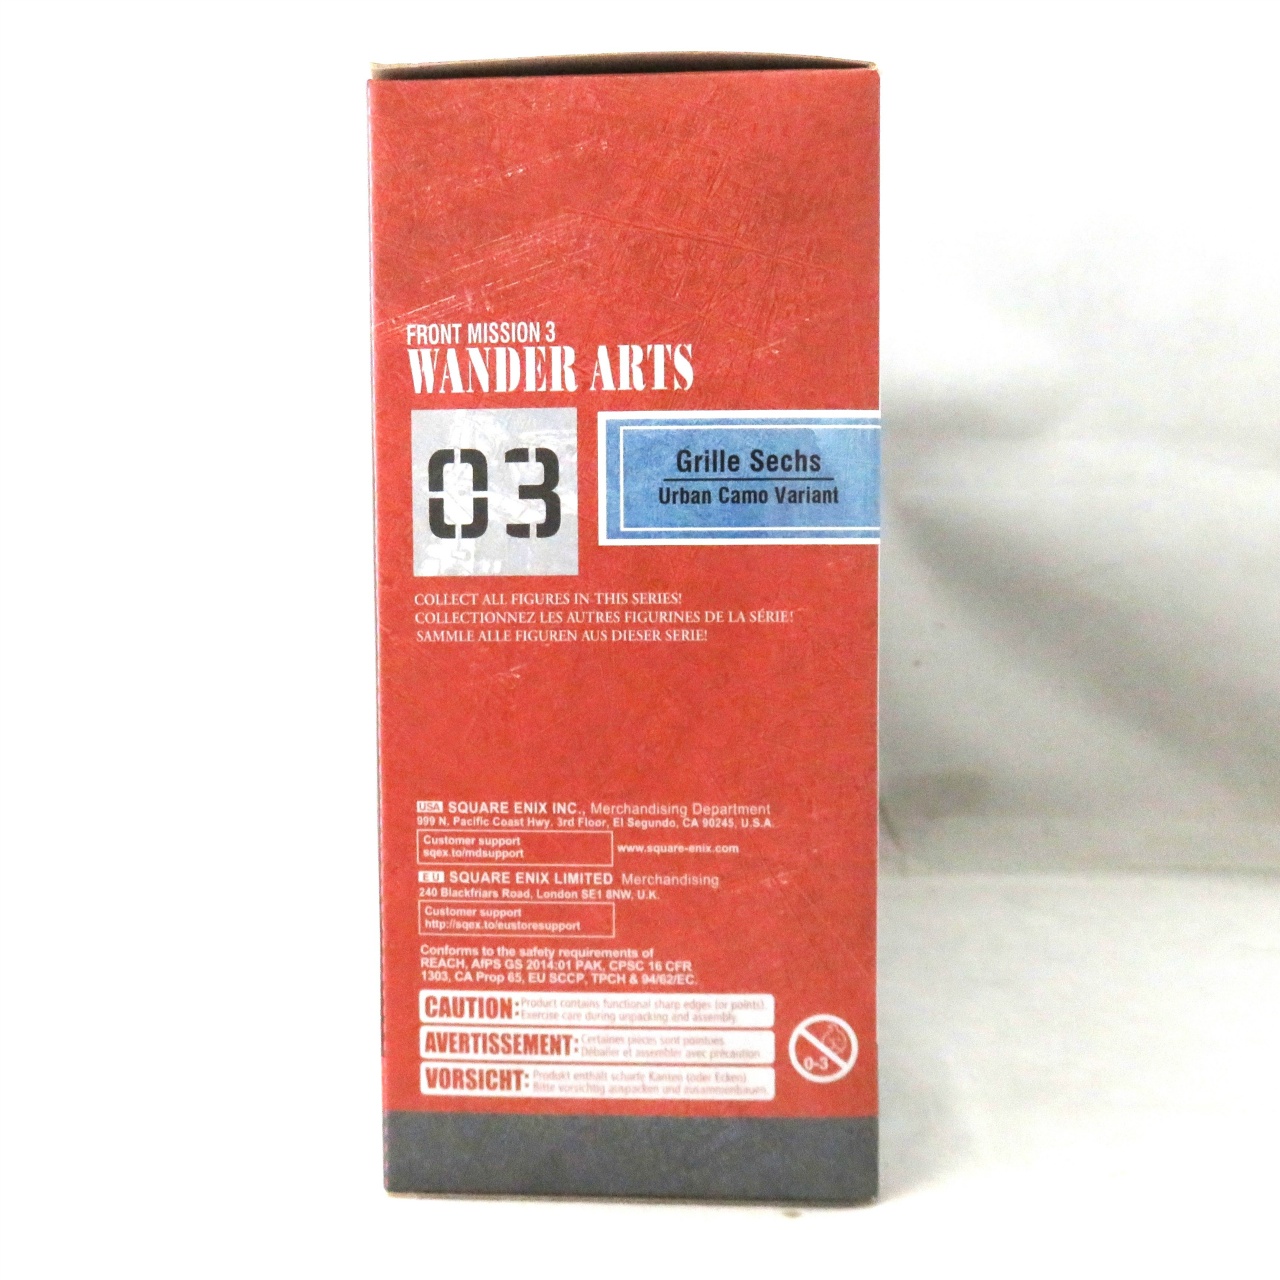 FRONT MISSION 3
WANDER ARTS
03
Grille Sechs
Urban Camo Variant
COLLECT ALL FIGURES IN THIS SERIES!
COLLECTIONNEZ LES AUTRES FIGURINES DE LA SÉRIE!
SAMMLE ALLE FIGUREN AUS DIESER SERIE!
USA SQUARE ENIX INC., Merchandising Department
999 N. Pacific Coast Hwy. 3rd Floor, El Segundo, CA 90245, U.S.A.
Customer support
sqex.to/mdsupport
www.square-enix.com
EU SQUARE ENIX LIMITED Merchandising
240 Blackfriars Road, London SE1 8NW, U.K.
Customer support
http://sqex.to/eustoresupport
Conforms to the safety requirements of
REACH, AfPS GS 2014:01 PAK, CPSC 16 CFR
1303, CA Prop 65, EU SCCP, TPCH & 94/62/EC.
CAUTION: Product contains functional sharp edges (or points).
Exercise care during unpacking and assembly.
AVERTISSEMENT: Certaines pièces sont pointues.
Déballer et assembler avec précaution.
VORSICHT: Produkt enthält scharfe Kanten (oder Ecken).
Bitte vorsichtig auspacken und zusammenbauen.
0-3